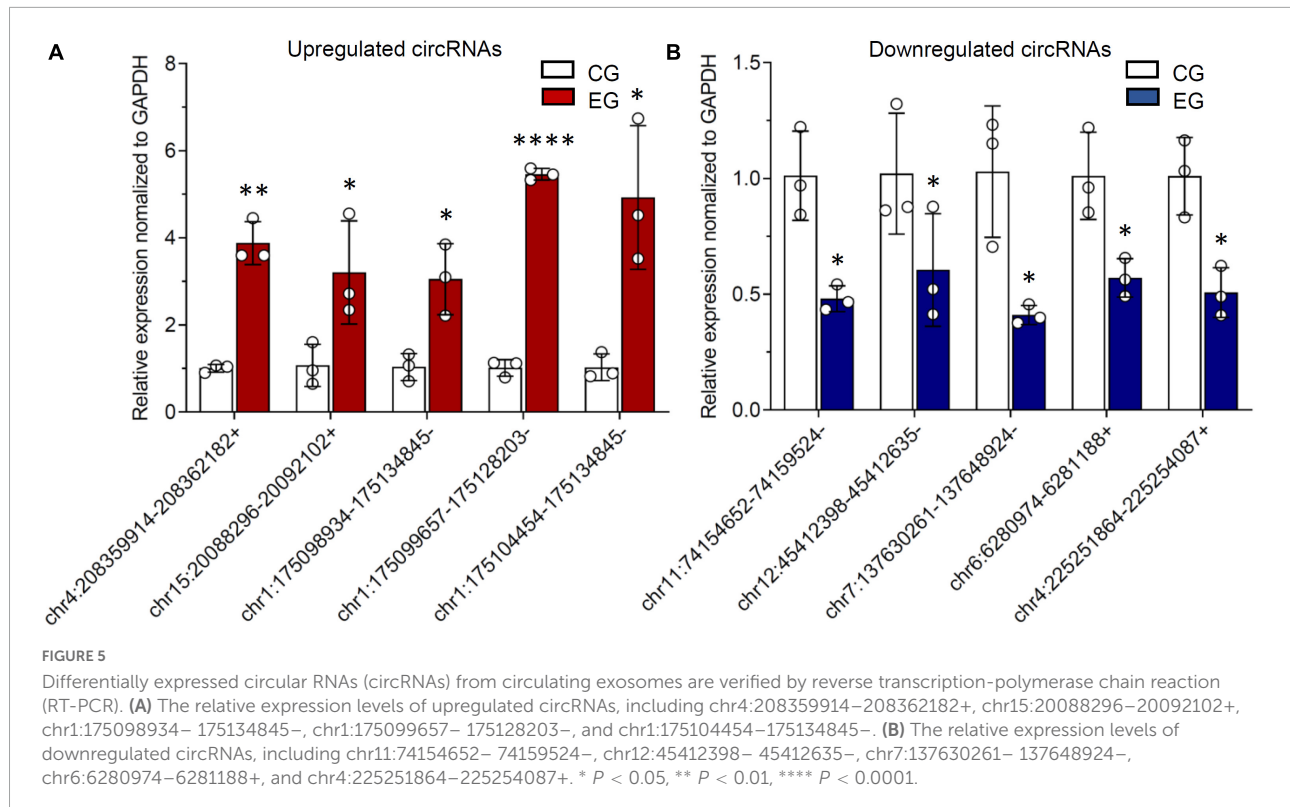 A
Upregulated circRNAs
CG
EG
Relative expression nomalized to GAPDH
8
6
4
2
0
**
*
*
****
*
chr4:208359914-208362182+
chr15:20088296-20092102+
chr1:175098934-175134845-
chr1:175099657-175128203-
chr1:175104454-175134845-
B
Downregulated circRNAs
CG
EG
Relative expression nomalized to GAPDH
1.5
1.0
0.5
0.0
*
*
*
*
*
chr11:74154652-74159524-
chr12:45412398-45412635-
chr7:137630261-137648924-
chr6:6280974-6281188+
chr4:225251864-225254087+
FIGURE 5
Differentially expressed circular RNAs (circRNAs) from circulating exosomes are verified by reverse transcription-polymerase chain reaction
(RT-PCR). (A) The relative expression levels of upregulated circRNAs, including chr4:208359914–208362182+, chr15:20088296–20092102+,
chr1:175098934– 175134845–, chr1:175099657– 175128203–, and chr1:175104454–175134845–. (B) The relative expression levels of
downregulated circRNAs, including chr11:74154652– 74159524–, chr12:45412398– 45412635–, chr7:137630261– 137648924–,
chr6:6280974–6281188+, and chr4:225251864–225254087+. * P < 0.05, ** P < 0.01, **** P < 0.0001.